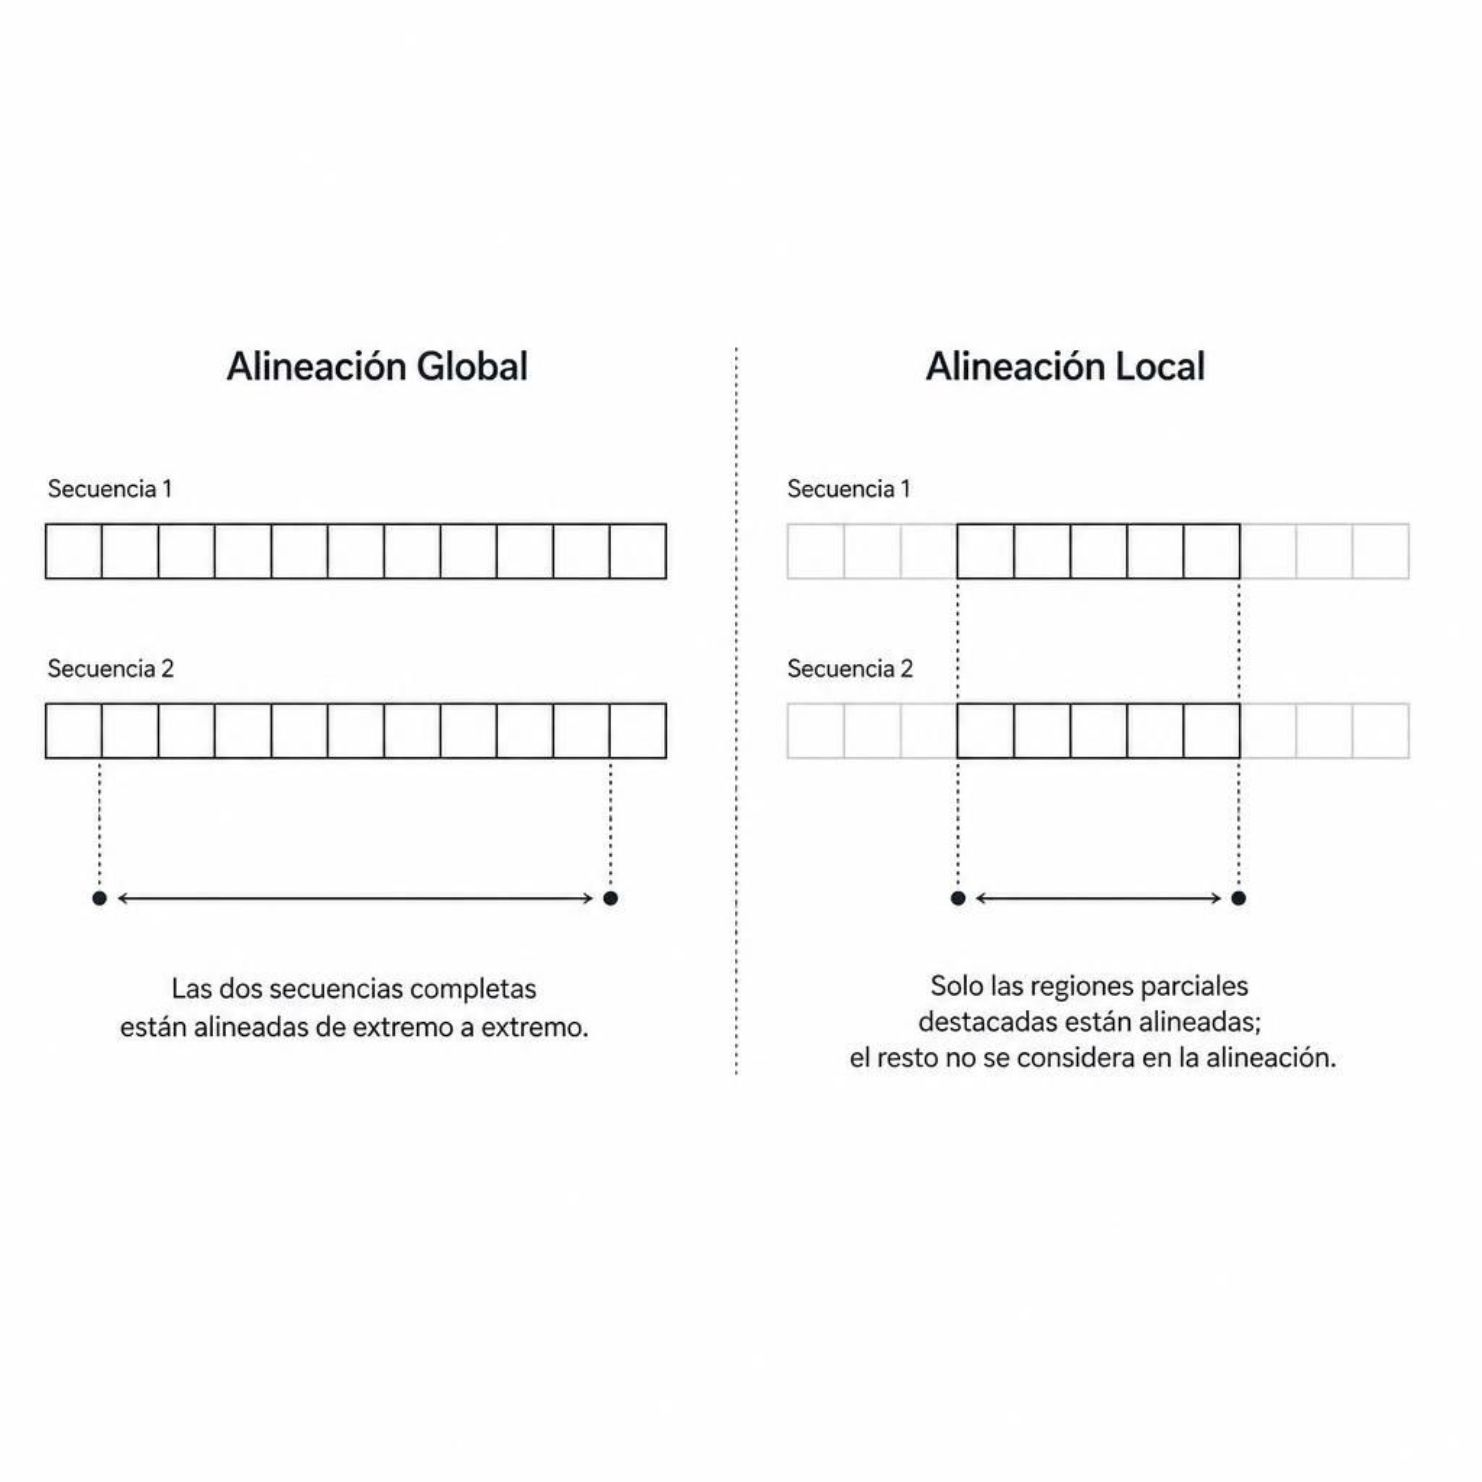 Alineación Global
Secuencia 1
Secuencia 2
Las dos secuencias completas
están alineadas de extremo a extremo.
Alineación Local
Secuencia 1
Secuencia 2
Solo las regiones parciales
destacadas están alineadas;
el resto no se considera en la alineación.